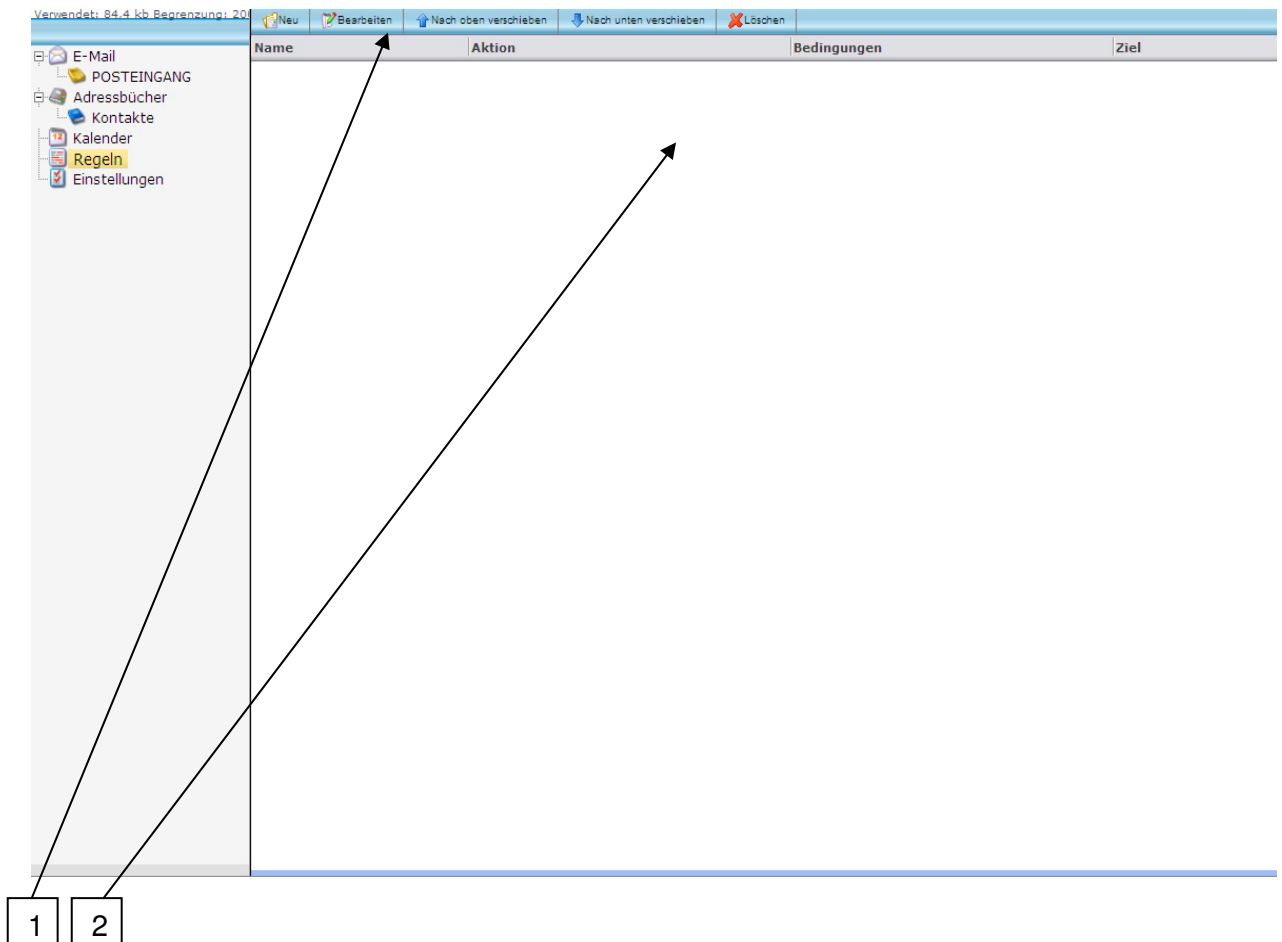 Verwendet: 84.4 kb Begrenzung: 20
Neu Bearbeiten Nach oben verschieben Nach unten verschieben Löschen
Name Aktion Bedingungen Ziel
E-Mail
POSTEINGANG
Adressbücher
Kontakte
12 Kalender
Regeln
Einstellungen
1 2